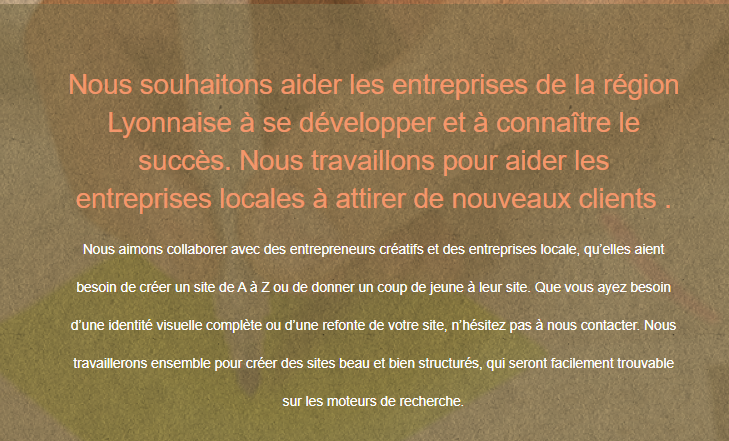 Nous souhaitons aider les entreprises de la région
Lyonnaise à se développer et à connaître le
succès. Nous travaillons pour aider les
entreprises locales à attirer de nouveaux clients .
Nous aimons collaborer avec des entrepreneurs créatifs et des entreprises locale, qu’elles aient
besoin de créer un site de A à Z ou de donner un coup de jeune à leur site. Que vous ayez besoin
d’une identité visuelle complète ou d’une refonte de votre site, n’hésitez pas à nous contacter. Nous
travaillerons ensemble pour créer des sites beau et bien structurés, qui seront facilement trouvable
sur les moteurs de recherche.